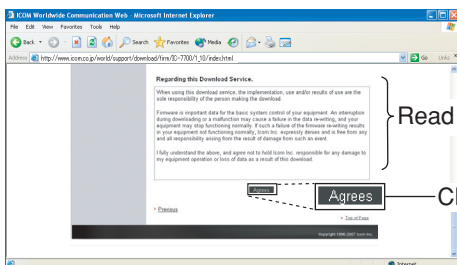 ICOM Worldwide Communication Web - Microsoft Internet Explorer
File Edit View Favorites Tools Help
Back Search Favorites Media
Address http://www.icom.co.jp/world/support/download/firm/IC-7700/1_10/index.html Go Links
Regarding this Download Service.
When using this download service, the implementation, use and/or results of use are the
sole responsibility of the person making the download.
Firmware is important data for the basic system control of your equipment. An interruption
during downloading or a malfunction may cause a failure in the data re-writing, and your
equipment may stop functioning normally. If such a failure of the firmware re-writing results
in your equipment not functioning normally, Icom Inc. expressly denies and is free from any
and all responsibility arising from the result of damage from such an event.
I fully understand the above, and agree not to hold Icom Inc. responsible for any damage to
my equipment operation or loss of data as a result of this download.
Read
Agrees
Agrees
Cl
Previous
Top of Page
Copyright 1996-2007 Icom Inc.
Internet